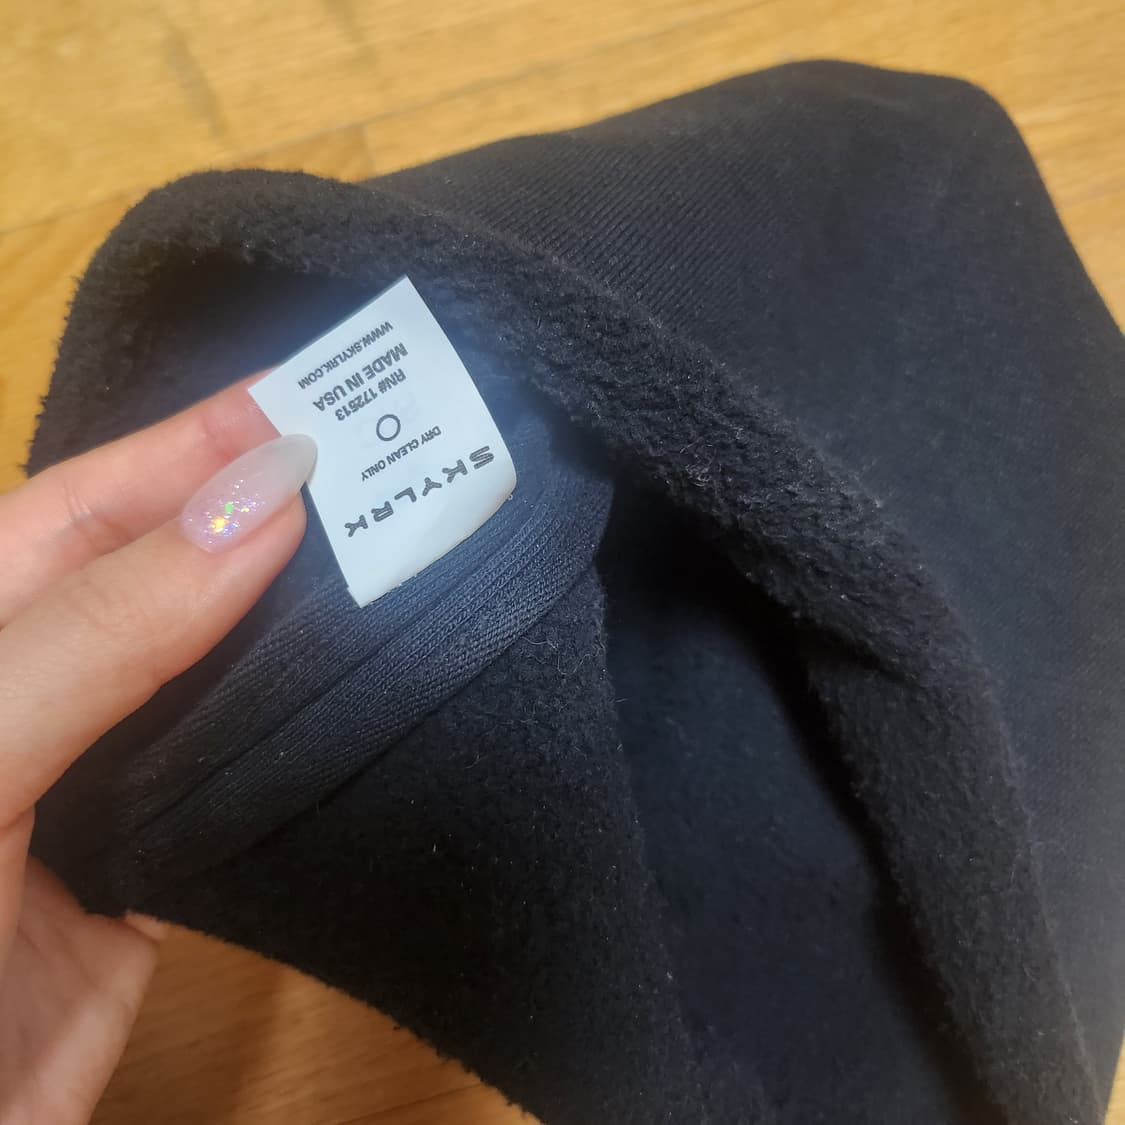 SKYLRK
DRY CLEAN ONLY
RN# 172513
MADE IN USA
WWW.SKYLRK.COM